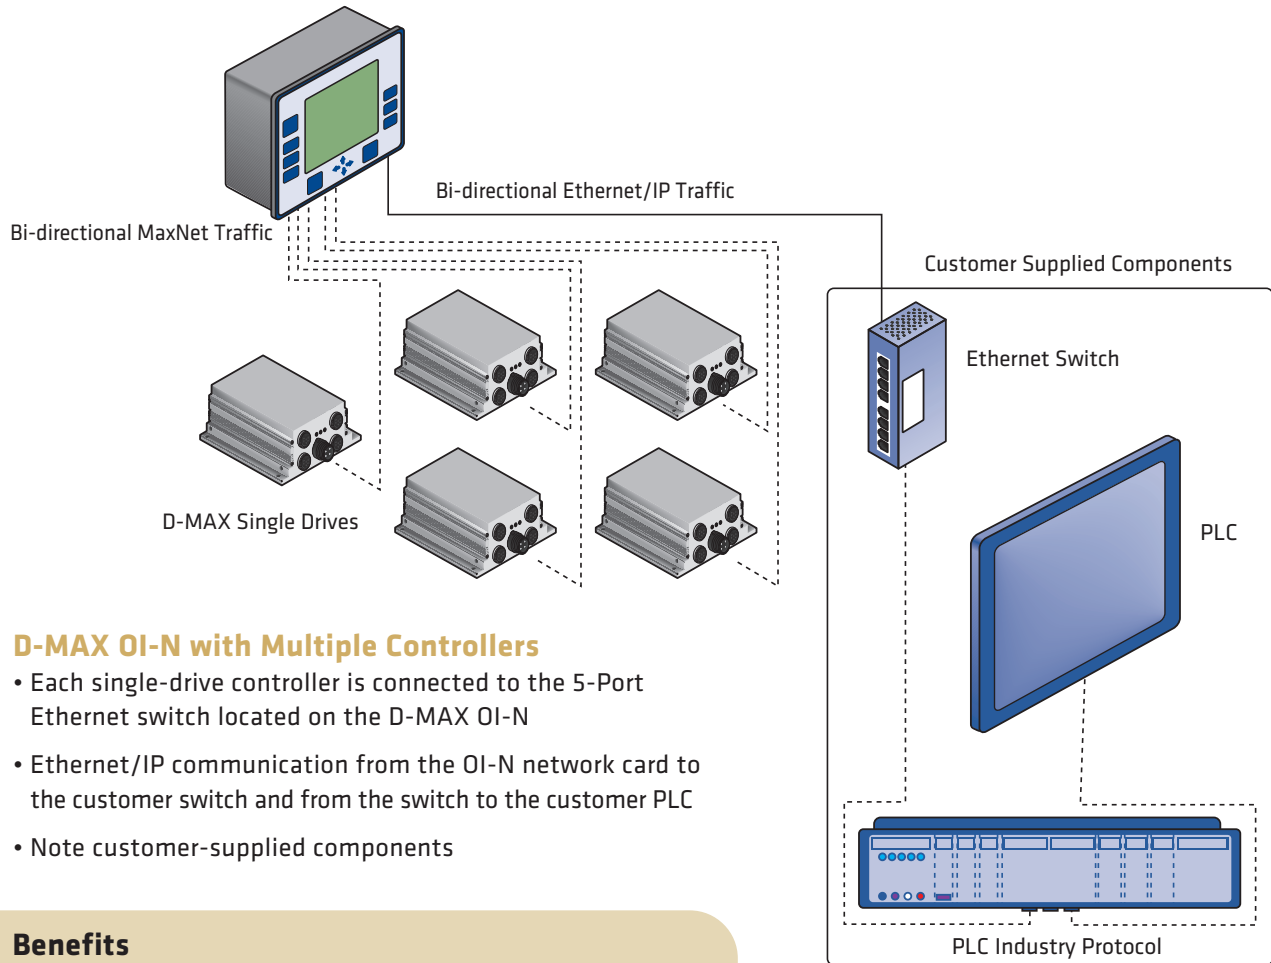 Bi-directional Ethernet/IP Traffic
Bi-directional MaxNet Traffic
Customer Supplied Components
Ethernet Switch
D-MAX Single Drives
PLC
D-MAX OI-N with Multiple Controllers
• Each single-drive controller is connected to the 5-Port
Ethernet switch located on the D-MAX OI-N
• Ethernet/IP communication from the OI-N network card to
the customer switch and from the switch to the customer PLC
• Note customer-supplied components
PLC Industry Protocol
Benefits